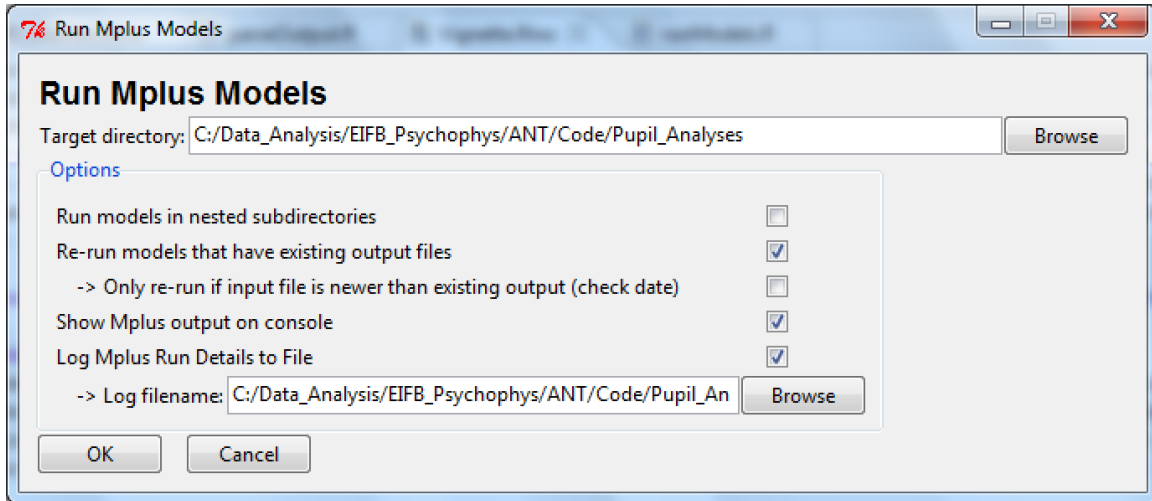 Run Mplus Models
Run Mplus Models
Target directory: C:/Data_Analysis/EIFB_Psychophys/ANT/Code/Pupil_Analyses Browse
Options
Run models in nested subdirectories
Re-run models that have existing output files
-> Only re-run if input file is newer than existing output (check date)
Show Mplus output on console
Log Mplus Run Details to File
-> Log filename: C:/Data_Analysis/EIFB_Psychophys/ANT/Code/Pupil_An Browse
OK Cancel